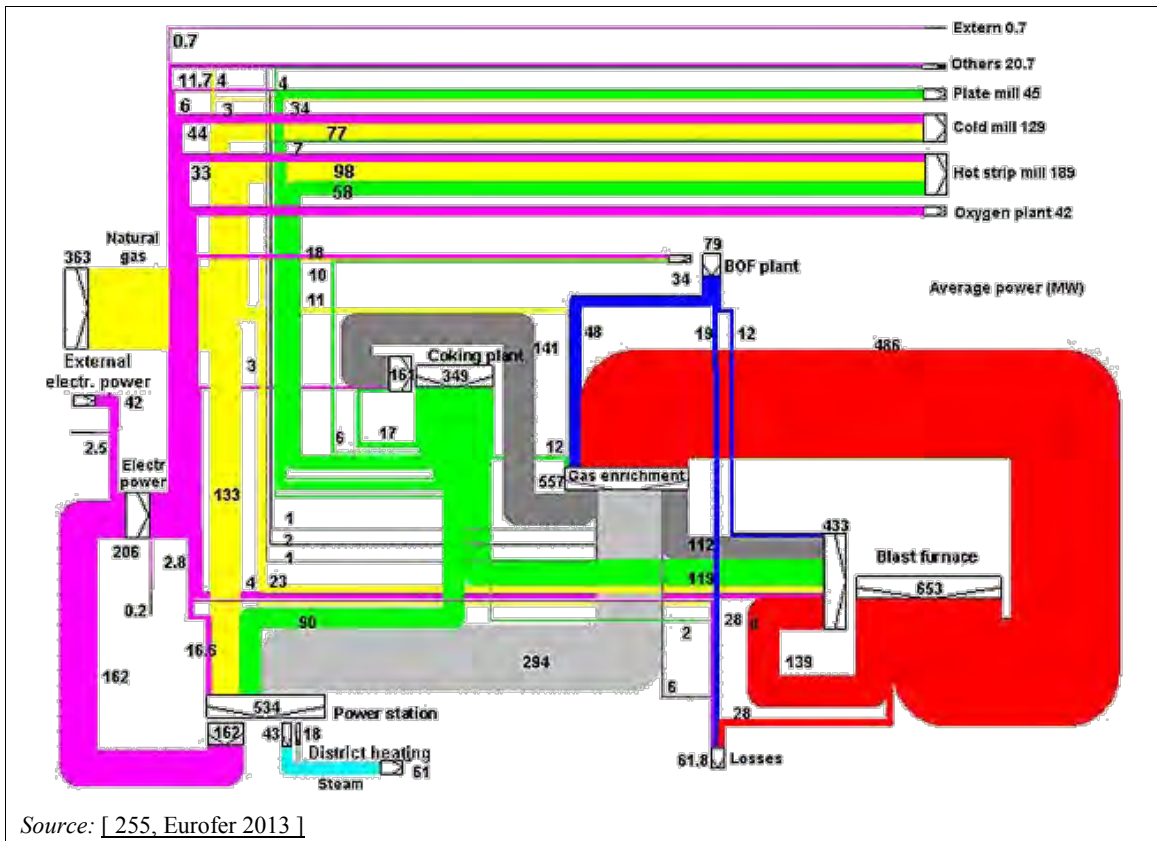 Extern 0.7
0.7
Others 20.7
11.7 4 4
Plate mill 45
6 3 34
Cold mill 129
44 77
7
Hot strip mill 189
33 98
58
Oxygen plant 42
Natural
gas
363
18
79
BOF plant
10 34
11
Average power (MW)
48 19 12
486
141
External
electr. power
3
Coking plant
161 349
42
2.5
6 17 12
Electr
power
Gas enrichment
557
133
1
433
206 2
112
Blast furnace
2.8 1
4 23 119
653
0.2
90 2 28
16.6
294 139
162
6
534
Power station
28
162 43 18
District heating
61
61,8 Losses
Steam
Source: [ 255, Eurofer 2013 ]